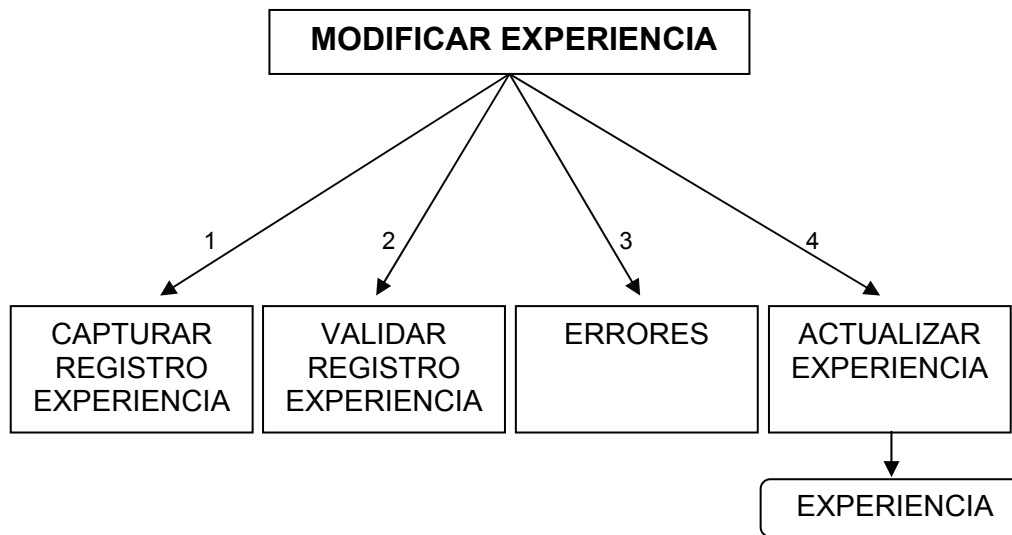 MODIFICAR EXPERIENCIA
1
2
3
4
CAPTURAR
REGISTRO
EXPERIENCIA
VALIDAR
REGISTRO
EXPERIENCIA
ERRORES
ACTUALIZAR
EXPERIENCIA
EXPERIENCIA